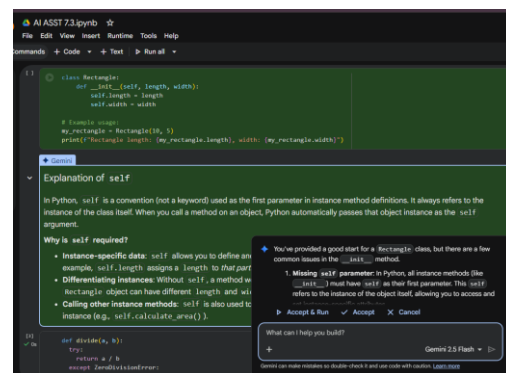 AI ASST 7.3.ipynb
File Edit View Insert Runtime Tools Help
ommands + Code + Text Run all
[ ]
class Rectangle:
def __init__(self, length, width):
self.length = length
self.width = width
# Example usage:
my_rectangle = Rectangle(10, 5)
print(f"Rectangle length: {my_rectangle.length}, width: {my_rectangle.width}")
Gemini
Explanation of self
In Python, self is a convention (not a keyword) used as the first parameter in instance method definitions. It always refers to the
instance of the class itself. When you call a method on an object, Python automatically passes that object instance as the self
argument.
Why is self required?
• Instance-specific data: self allows you to define and
example, self.length assigns a length to that part
• Differentiating instances: Without self, a method w
Rectangle object can have different length and wi
• Calling other instance methods: self is also used to
instance (e.g., self.calculate_area() ).
You've provided a good start for a Rectangle class, but there are a few
common issues in the __init__ method.
1. Missing self parameter: In Python, all instance methods (like
__init__ ) must have self as their first parameter. This self
refers to the instance of the object itself, allowing you to access and
Accept & Run Accept Cancel
What can I help you build?
+ Gemini 2.5 Flash
Gemini can make mistakes so double-check it and use code with caution. Learn more
0s
def divide(a, b):
try:
return a / b
except ZeroDivisionError: